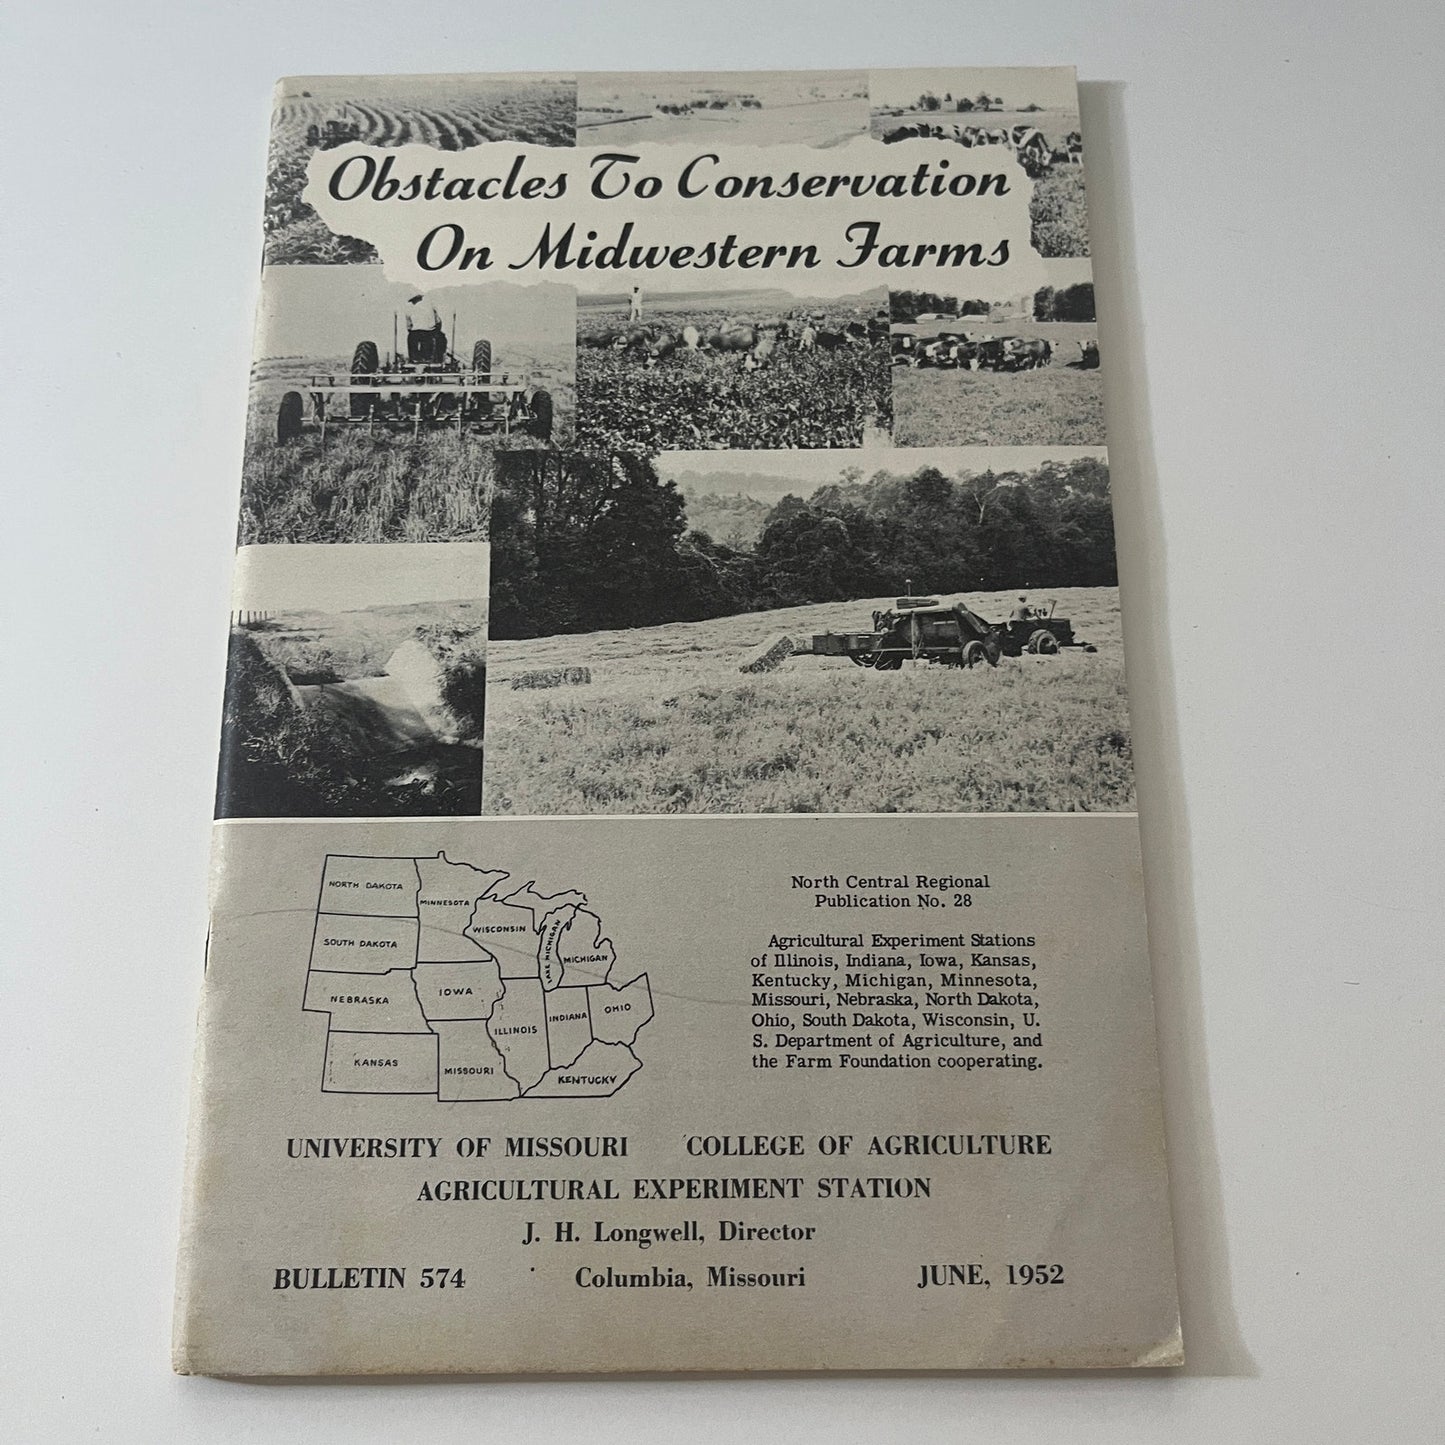 Obstacles To Conservation
On Midwestern Farms
NORTH DAKOTA
MINNESOTA
SOUTH DAKOTA
WISCONSIN
LAKE MICHIGAN
MICHIGAN
NEBRASKA
IOWA
ILLINOIS
INDIANA
OHIO
KANSAS
MISSOURI
KENTUCKY
North Central Regional
Publication No. 28
Agricultural Experiment Stations
of Illinois, Indiana, Iowa, Kansas,
Kentucky, Michigan, Minnesota,
Missouri, Nebraska, North Dakota,
Ohio, South Dakota, Wisconsin, U.
S. Department of Agriculture, and
the Farm Foundation cooperating.
UNIVERSITY OF MISSOURI COLLEGE OF AGRICULTURE
AGRICULTURAL EXPERIMENT STATION
J. H. Longwell, Director
BULLETIN 574 Columbia, Missouri JUNE, 1952